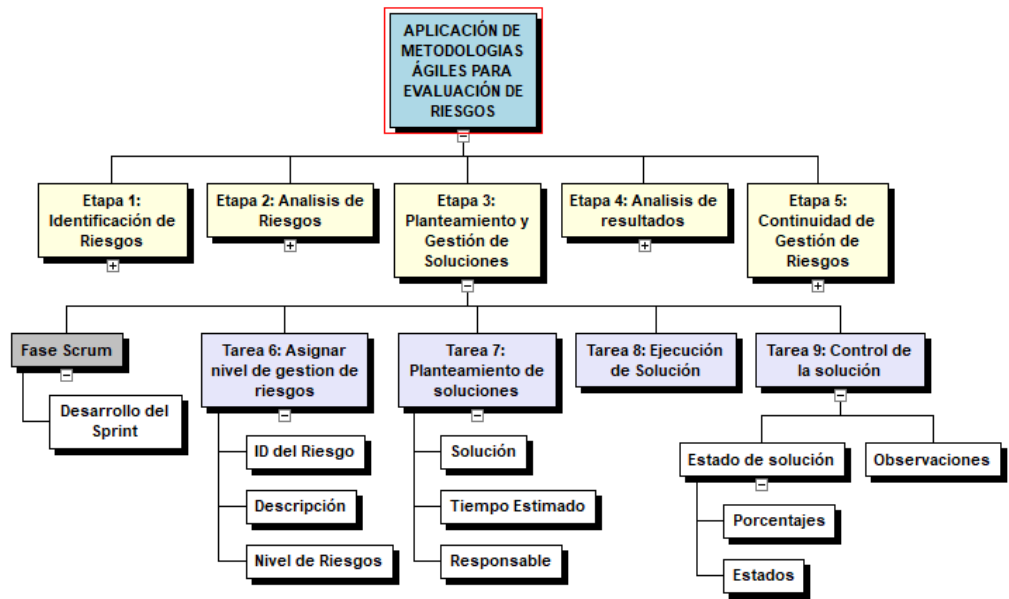 APLICACIÓN DE
METODOLOGIAS
ÁGILES PARA
EVALUACIÓN DE
RIESGOS
Etapa 1:
Identificación de
Riesgos
Etapa 2: Analisis de
Riesgos
Etapa 3:
Planteamiento y
Gestión de
Soluciones
Etapa 4: Analisis de
resultados
Etapa 5:
Continuidad de
Gestión de
Riesgos
Fase Scrum
Desarrollo del
Sprint
Tarea 6: Asignar
nivel de gestion de
riesgos
ID del Riesgo
Descripción
Nivel de Riesgos
Tarea 7:
Planteamiento de
soluciones
Solución
Tiempo Estimado
Responsable
Tarea 8: Ejecución
de Solución
Tarea 9: Control de
la solución
Estado de solución
Porcentajes
Estados
Observaciones